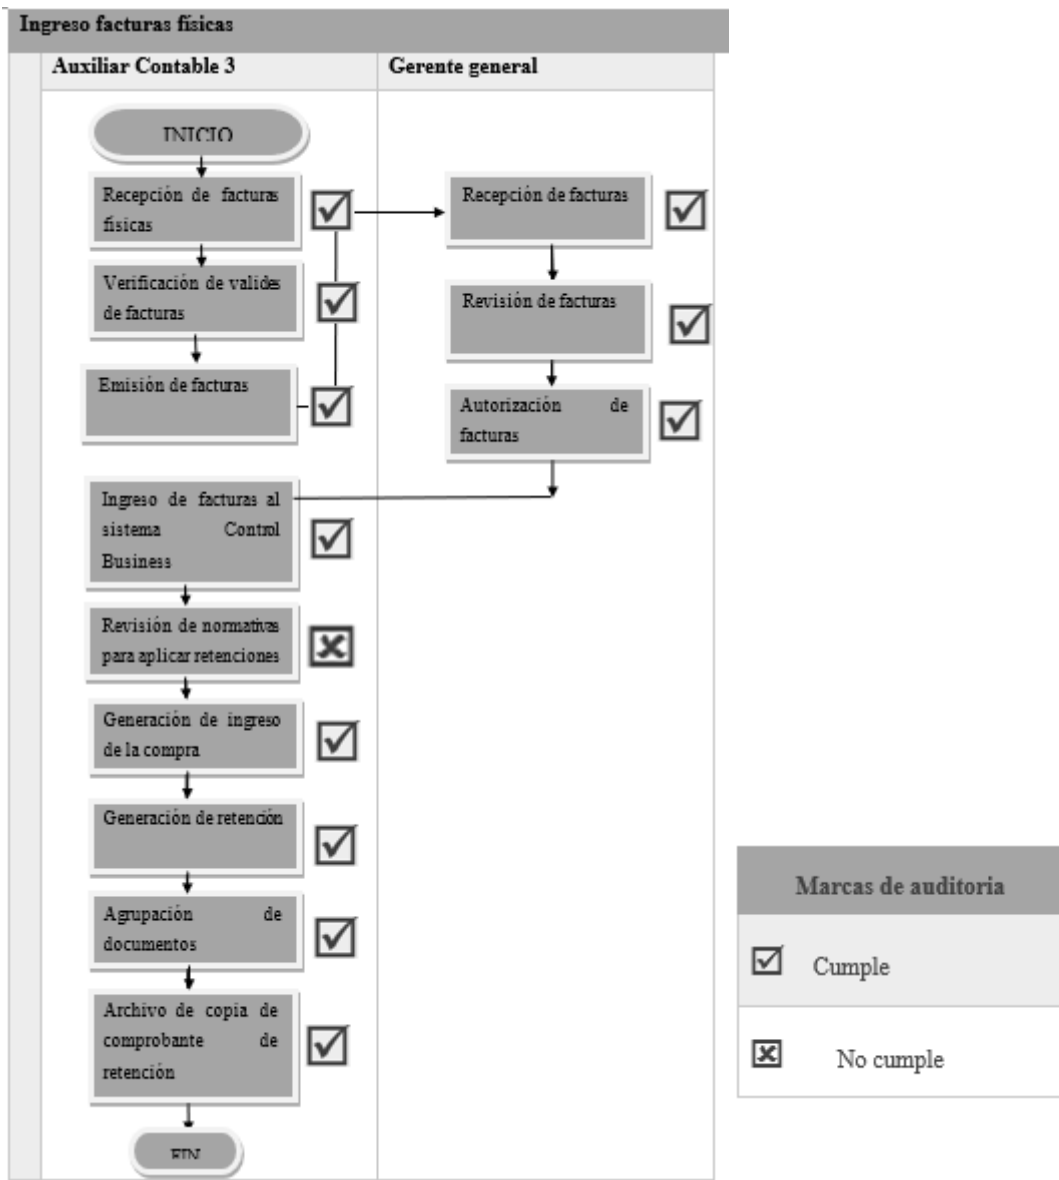 Ingreso facturas físicas
Auxiliar Contable 3
Gerente general
INICIO
Recepción de facturas
físicas
Verificación de valides
de facturas
Emisión de facturas
Recepción de facturas
Revisión de facturas
Autorización de
facturas
Ingreso de facturas al
sistema Control
Business
Revisión de normativas
para aplicar retenciones
Generación de ingreso
de la compra
Generación de retención
Agrupación de
documentos
Archivo de copia de
comprobante de
retención
FIN
Marcas de auditoria
Cumple
No cumple